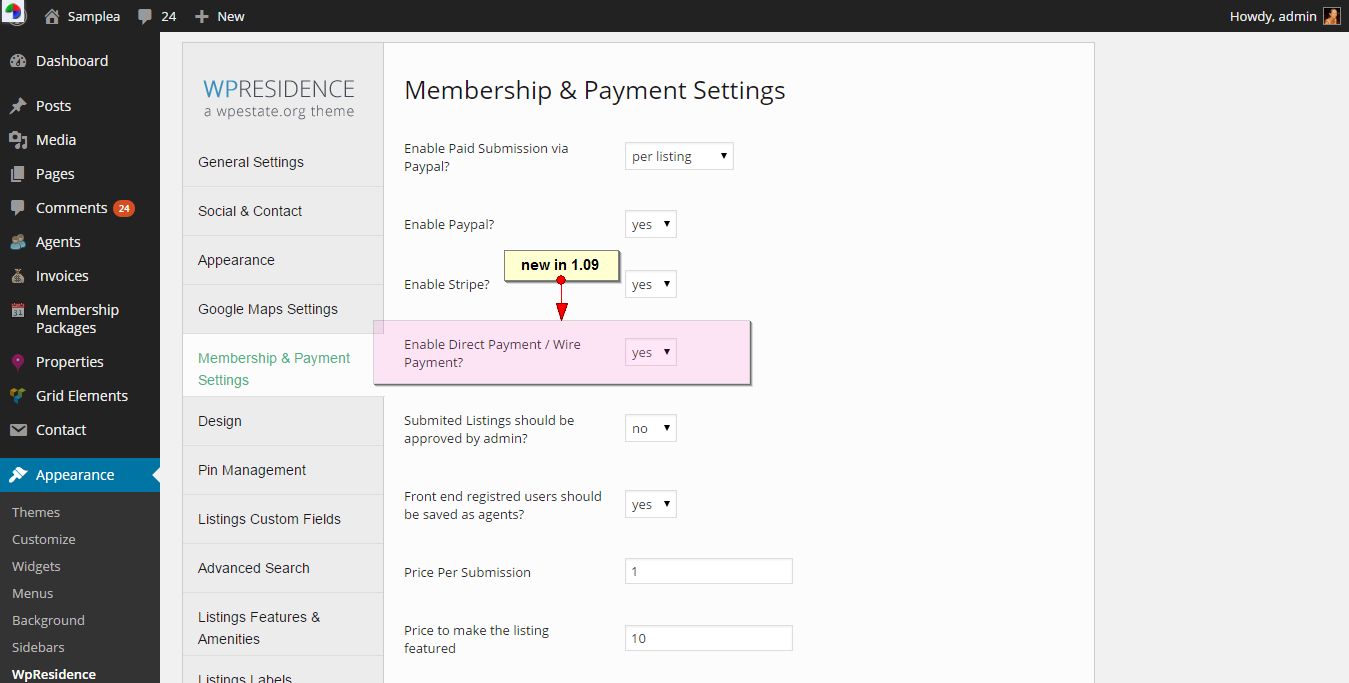 Samplea
24
New
Howdy, admin
Dashboard
Posts
Media
Pages
Comments 24
Agents
Invoices
Membership
Packages
Properties
Grid Elements
Contact
Appearance
Themes
Customize
Widgets
Menus
Background
Sidebars
WpResidence
WPRESIDENCE
a wpestate.org theme
General Settings
Social & Contact
Appearance
Google Maps Settings
Membership & Payment
Settings
Design
Pin Management
Listings Custom Fields
Advanced Search
Listings Features &
Amenities
Listings Labels
Membership & Payment Settings
Enable Paid Submission via
Paypal?
per listing
Enable Paypal?
yes
new in 1.09
Enable Stripe?
yes
Enable Direct Payment / Wire
Payment?
yes
Submited Listings should be
approved by admin?
no
Front end registred users should
be saved as agents?
yes
Price Per Submission
1
Price to make the listing
featured
10